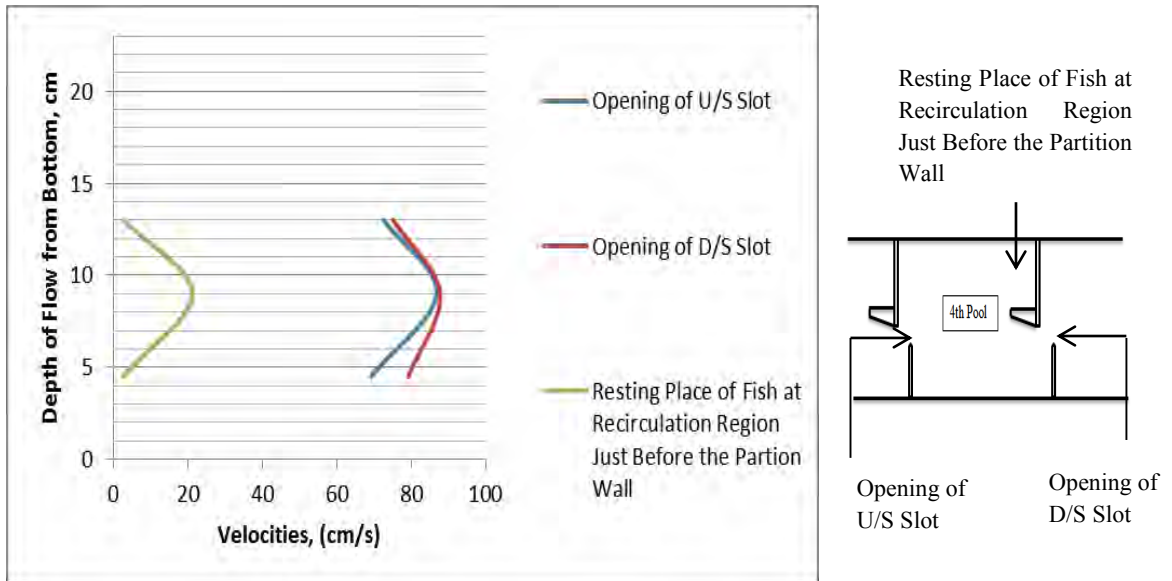 Depth of Flow from Bottom, cm
20
15
10
5
0
0 20 40 60 80 100
Velocities, (cm/s)
Opening of U/S Slot
Opening of D/S Slot
Resting Place of Fish at
Recirculation Region
Just Before the Partion
Wall
Resting Place of Fish at
Recirculation Region
Just Before the Partition
Wall
4th Pool
Opening of
U/S Slot
Opening of
D/S Slot